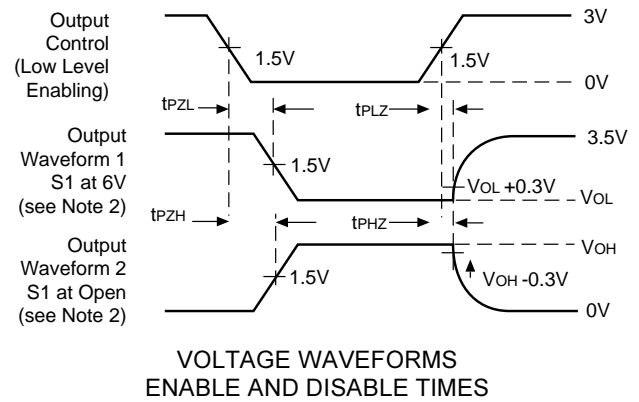 Output
Control
(Low Level
Enabling)
3V
1.5V
1.5V
0V
tPZL
tPLZ
Output
Waveform 1
S1 at 6V
(see Note 2)
3.5V
1.5V
VOL +0.3V
VOL
tPZH
tPHZ
Output
Waveform 2
S1 at Open
(see Note 2)
VOH
1.5V
VOH -0.3V
0V
VOLTAGE WAVEFORMS
ENABLE AND DISABLE TIMES